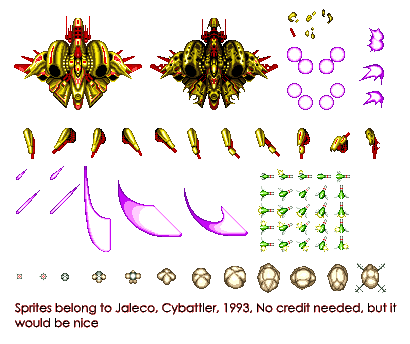 Sprites belong to Jaleco, Cybattler, 1993, No credit needed, but it
would be nice